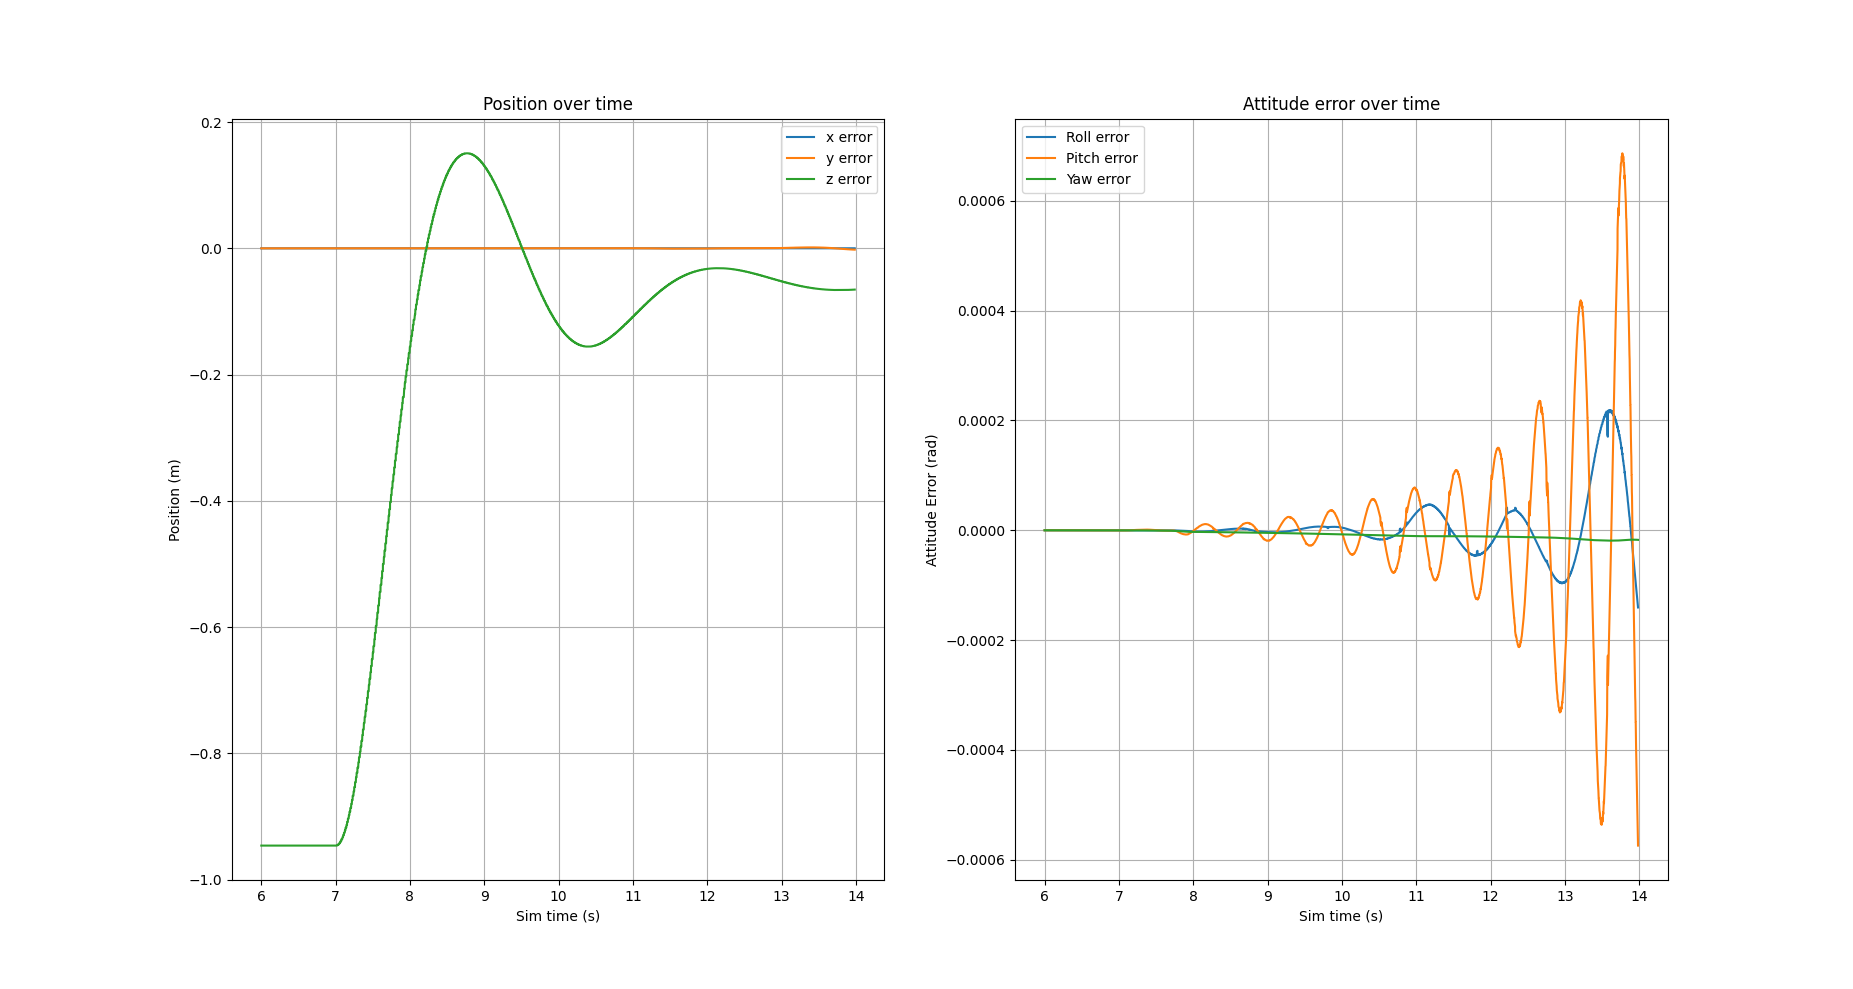 Position over time
x error
y error
z error
Position (m)
0.2
0.0
−0.2
−0.4
−0.6
−0.8
−1.0
6 7 8 9 10 11 12 13 14
Sim time (s)
Attitude error over time
Roll error
Pitch error
Yaw error
Attitude Error (rad)
0.0006
0.0004
0.0002
0.0000
−0.0002
−0.0004
−0.0006
6 7 8 9 10 11 12 13 14
Sim time (s)